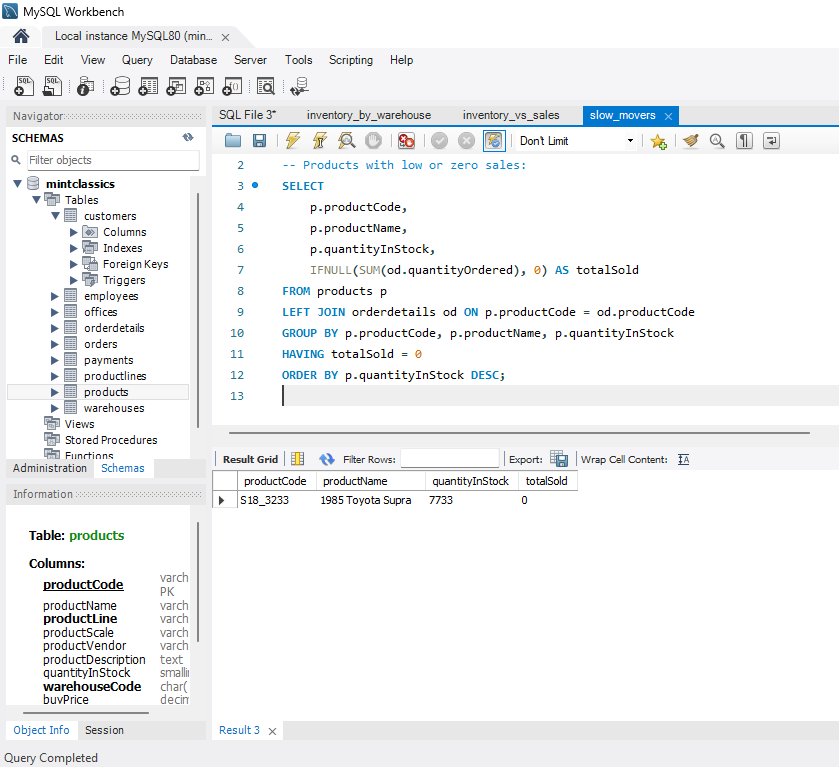 MySQL Workbench
Local instance MySQL80 (min...
File Edit View Query Database Server Tools Scripting Help
Navigator
SCHEMAS
Filter objects
mintclassics
Tables
customers
Columns
Indexes
Foreign Keys
Triggers
employees
offices
orderdetails
orders
payments
productlines
products
warehouses
Views
Stored Procedures
Functions
Administration Schemas
Information
Table: products
Columns:
productCode varch
PK
productName varch
productLine varch
productScale varch
productVendor varch
productDescription text
quantityInStock smallin
warehouseCode char(
buyPrice decim
Object Info Session
SQL File 3* inventory_by_warehouse inventory_vs_sales slow_movers
Don't Limit
2 -- Products with low or zero sales:
3 SELECT
4 p.productCode,
5 p.productName,
6 p.quantityInStock,
7 IFNULL(SUM(od.quantityOrdered), 0) AS totalSold
8 FROM products p
9 LEFT JOIN orderdetails od ON p.productCode = od.productCode
10 GROUP BY p.productCode, p.productName, p.quantityInStock
11 HAVING totalSold = 0
12 ORDER BY p.quantityInStock DESC;
13
Result Grid Filter Rows: Export: Wrap Cell Content:
productCode productName quantityInStock totalSold
S18_3233 1985 Toyota Supra 7733 0
Result 3
Query Completed